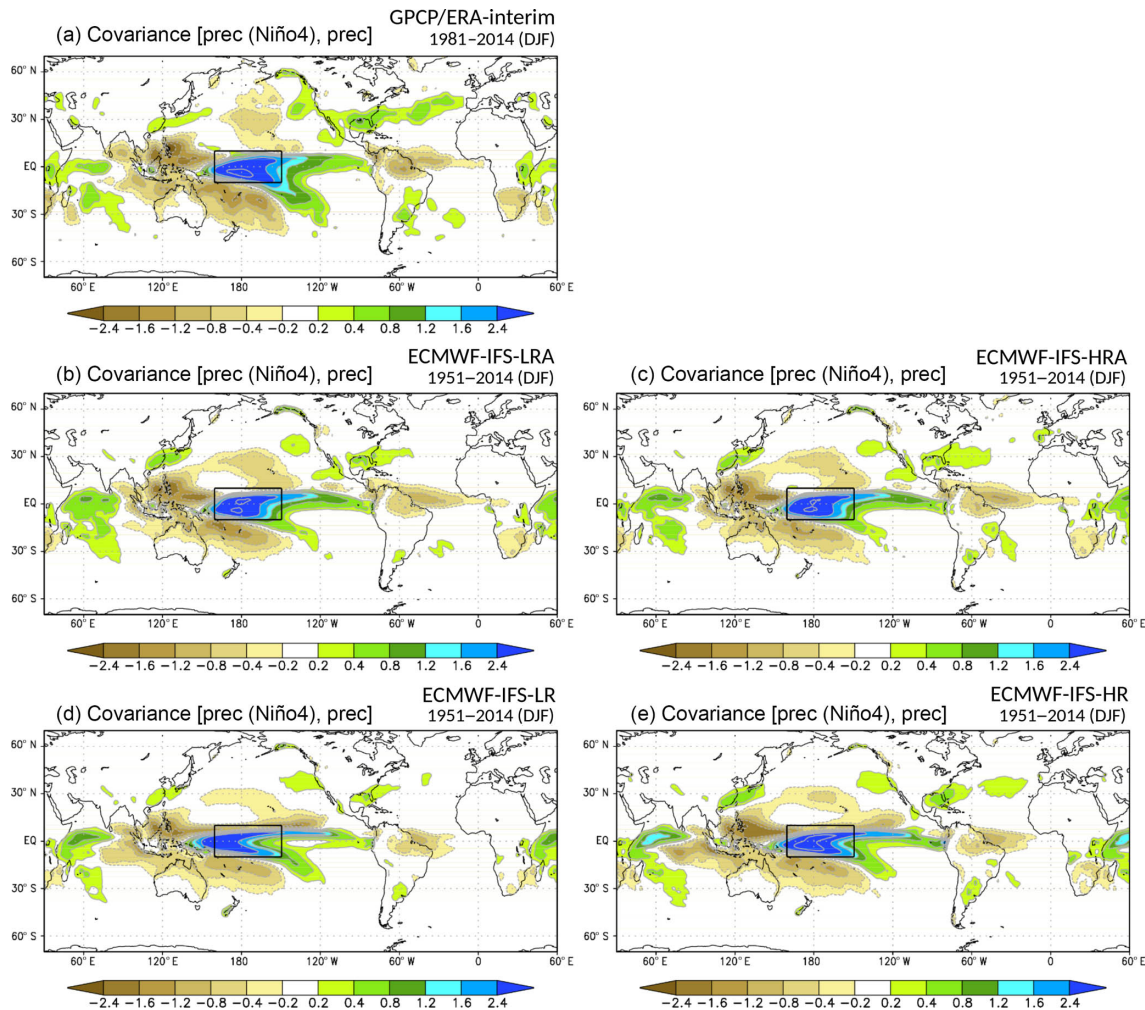 GPCP/ERA-interim
(a) Covariance [prec (Niño4), prec] 1981–2014 (DJF)
60° N
30° N
EQ
30° S
60° S
60° E 120° E 180° 120° W 60° W 0 60° E
−2.4 −1.6 −1.2 −0.8 −0.4 −0.2 0.2 0.4 0.8 1.2 1.6 2.4
ECMWF-IFS-LRA
(b) Covariance [prec (Niño4), prec] 1951–2014 (DJF)
60° N
30° N
EQ
30° S
60° S
60° E 120° E 180° 120° W 60° W 0 60° E
−2.4 −1.6 −1.2 −0.8 −0.4 −0.2 0.2 0.4 0.8 1.2 1.6 2.4
ECMWF-IFS-HRA
(c) Covariance [prec (Niño4), prec] 1951–2014 (DJF)
60° N
30° N
EQ
30° S
60° S
60° E 120° E 180° 120° W 60° W 0 60° E
−2.4 −1.6 −1.2 −0.8 −0.4 −0.2 0.2 0.4 0.8 1.2 1.6 2.4
ECMWF-IFS-LR
(d) Covariance [prec (Niño4), prec] 1951–2014 (DJF)
60° N
30° N
EQ
30° S
60° S
60° E 120° E 180° 120° W 60° W 0 60° E
−2.4 −1.6 −1.2 −0.8 −0.4 −0.2 0.2 0.4 0.8 1.2 1.6 2.4
ECMWF-IFS-HR
(e) Covariance [prec (Niño4), prec] 1951–2014 (DJF)
60° N
30° N
EQ
30° S
60° S
60° E 120° E 180° 120° W 60° W 0 60° E
−2.4 −1.6 −1.2 −0.8 −0.4 −0.2 0.2 0.4 0.8 1.2 1.6 2.4